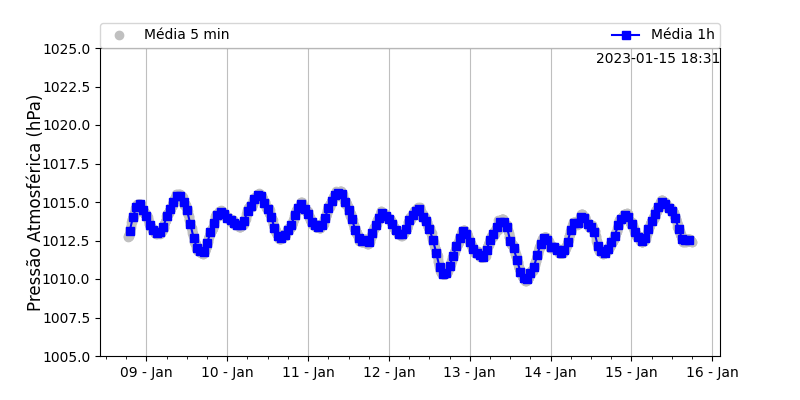 Média 5 min
Média 1h
2023-01-15 18:31
Pressão Atmosférica (hPa)
1025.0
1022.5
1020.0
1017.5
1015.0
1012.5
1010.0
1007.5
1005.0
09 - Jan
10 - Jan
11 - Jan
12 - Jan
13 - Jan
14 - Jan
15 - Jan
16 - Jan